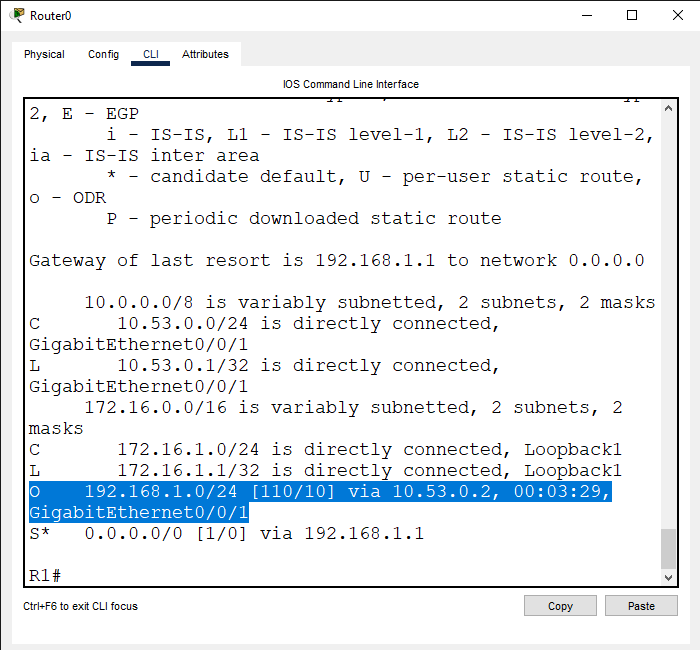 Router0
Physical Config CLI Attributes
IOS Command Line Interface
2, E - EGP
i - IS-IS, L1 - IS-IS level-1, L2 - IS-IS level-2,
ia - IS-IS inter area
* - candidate default, U - per-user static route,
o - ODR
P - periodic downloaded static route
Gateway of last resort is 192.168.1.1 to network 0.0.0.0
10.0.0.0/8 is variably subnetted, 2 subnets, 2 masks
C 10.53.0.0/24 is directly connected,
GigabitEthernet0/0/1
L 10.53.0.1/32 is directly connected,
GigabitEthernet0/0/1
172.16.0.0/16 is variably subnetted, 2 subnets, 2
masks
C 172.16.1.0/24 is directly connected, Loopback1
L 172.16.1.1/32 is directly connected, Loopback1
O 192.168.1.0/24 [110/10] via 10.53.0.2, 00:03:29,
GigabitEthernet0/0/1
S* 0.0.0.0/0 [1/0] via 192.168.1.1
R1#
Ctrl+F6 to exit CLI focus
Copy Paste